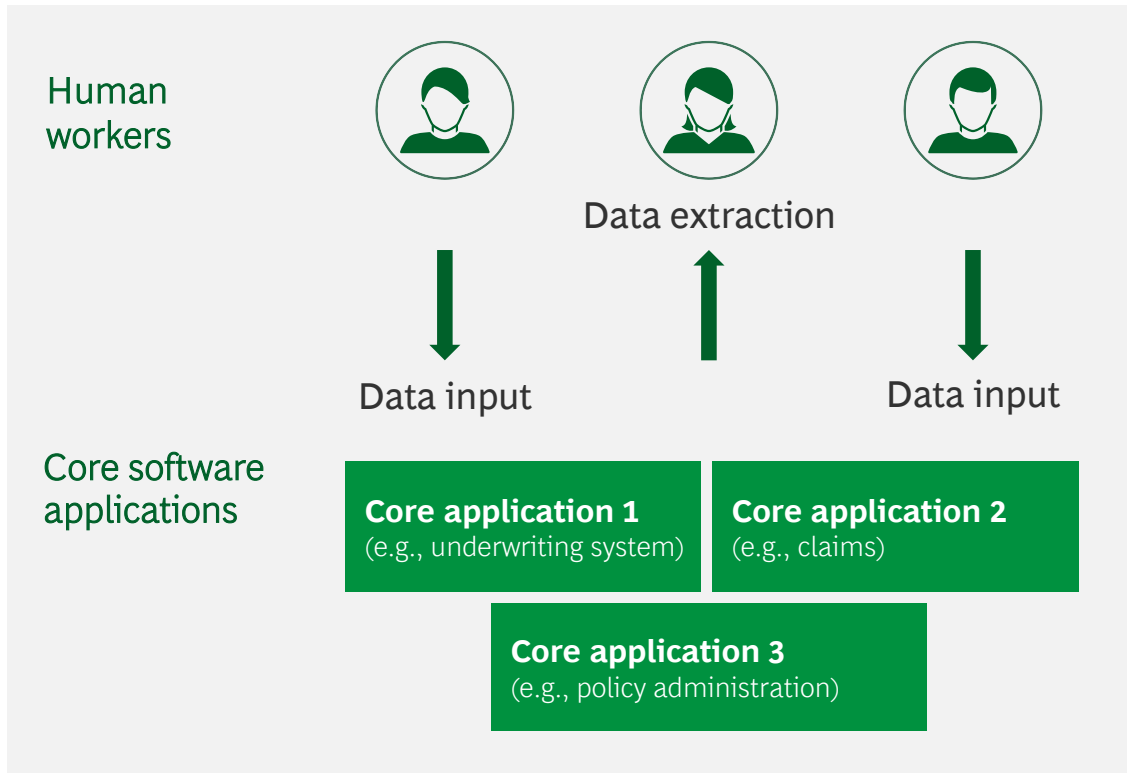 Human
workers
Data extraction
Data input
Data input
Core software
applications
Core application 1
(e.g., underwriting system)
Core application 2
(e.g., claims)
Core application 3
(e.g., policy administration)